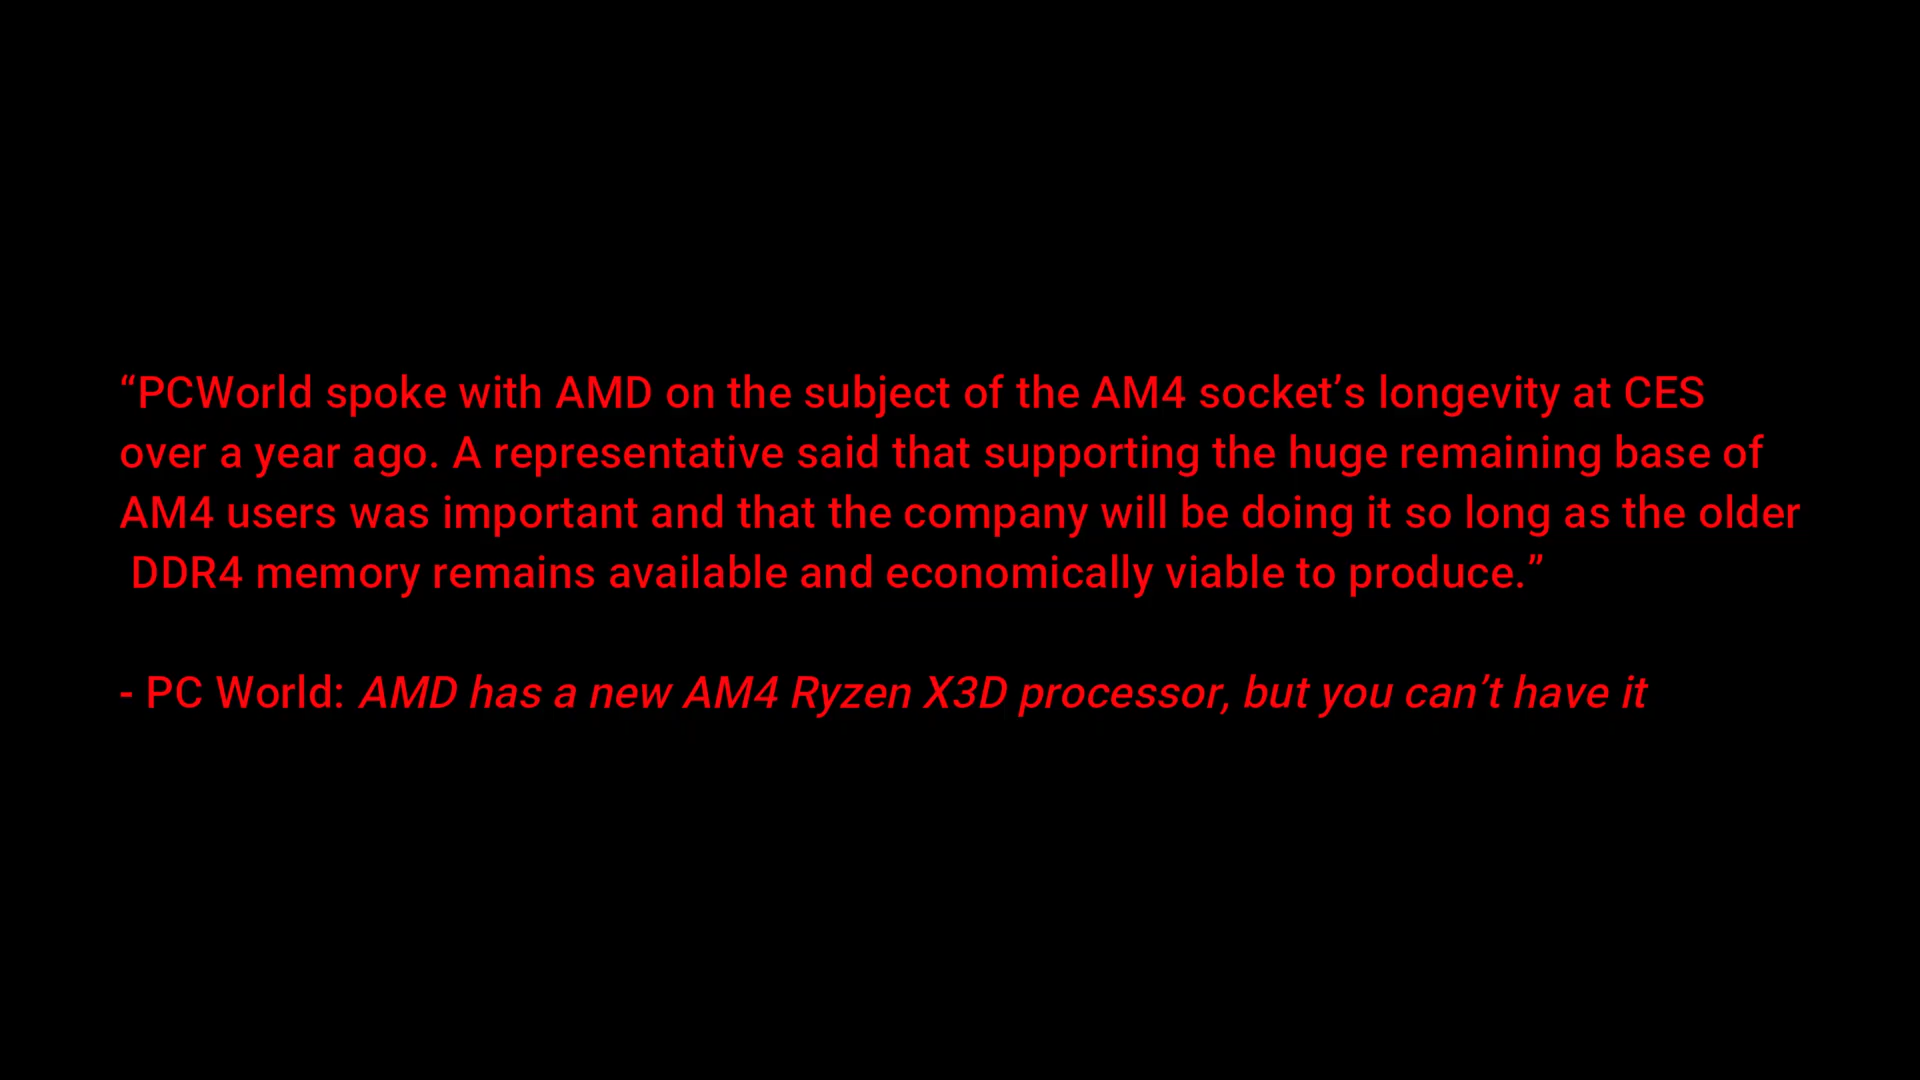 “PCWorld spoke with AMD on the subject of the AM4 socket’s longevity at CES
over a year ago. A representative said that supporting the huge remaining base of
AM4 users was important and that the company will be doing it so long as the older
DDR4 memory remains available and economically viable to produce.”
- PC World: AMD has a new AM4 Ryzen X3D processor, but you can’t have it